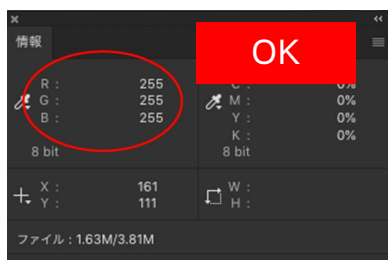 情報
OK
R : 255
G : 255
B : 255
8 bit
C : 0%
M : 0%
Y : 0%
K : 0%
8 bit
X : 161
Y : 111
W :
H :
ファイル : 1.63M/3.81M